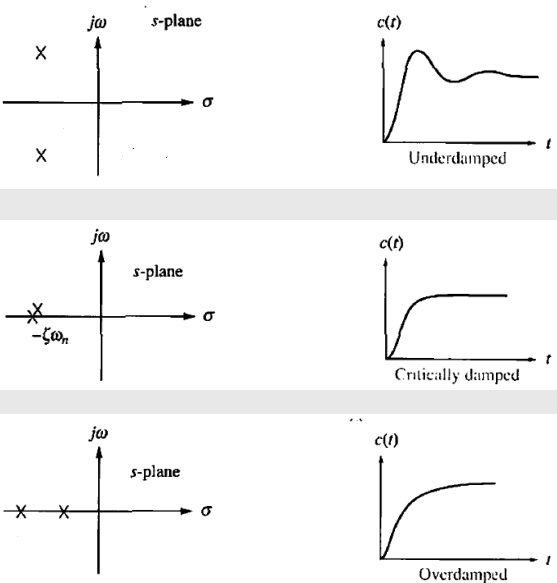 jω s-plane
σ
c(t)
t
Underdamped
jω
s-plane
σ
−ζωn
c(t)
t
Critically damped
jω
s-plane
σ
c(t)
t
Overdamped